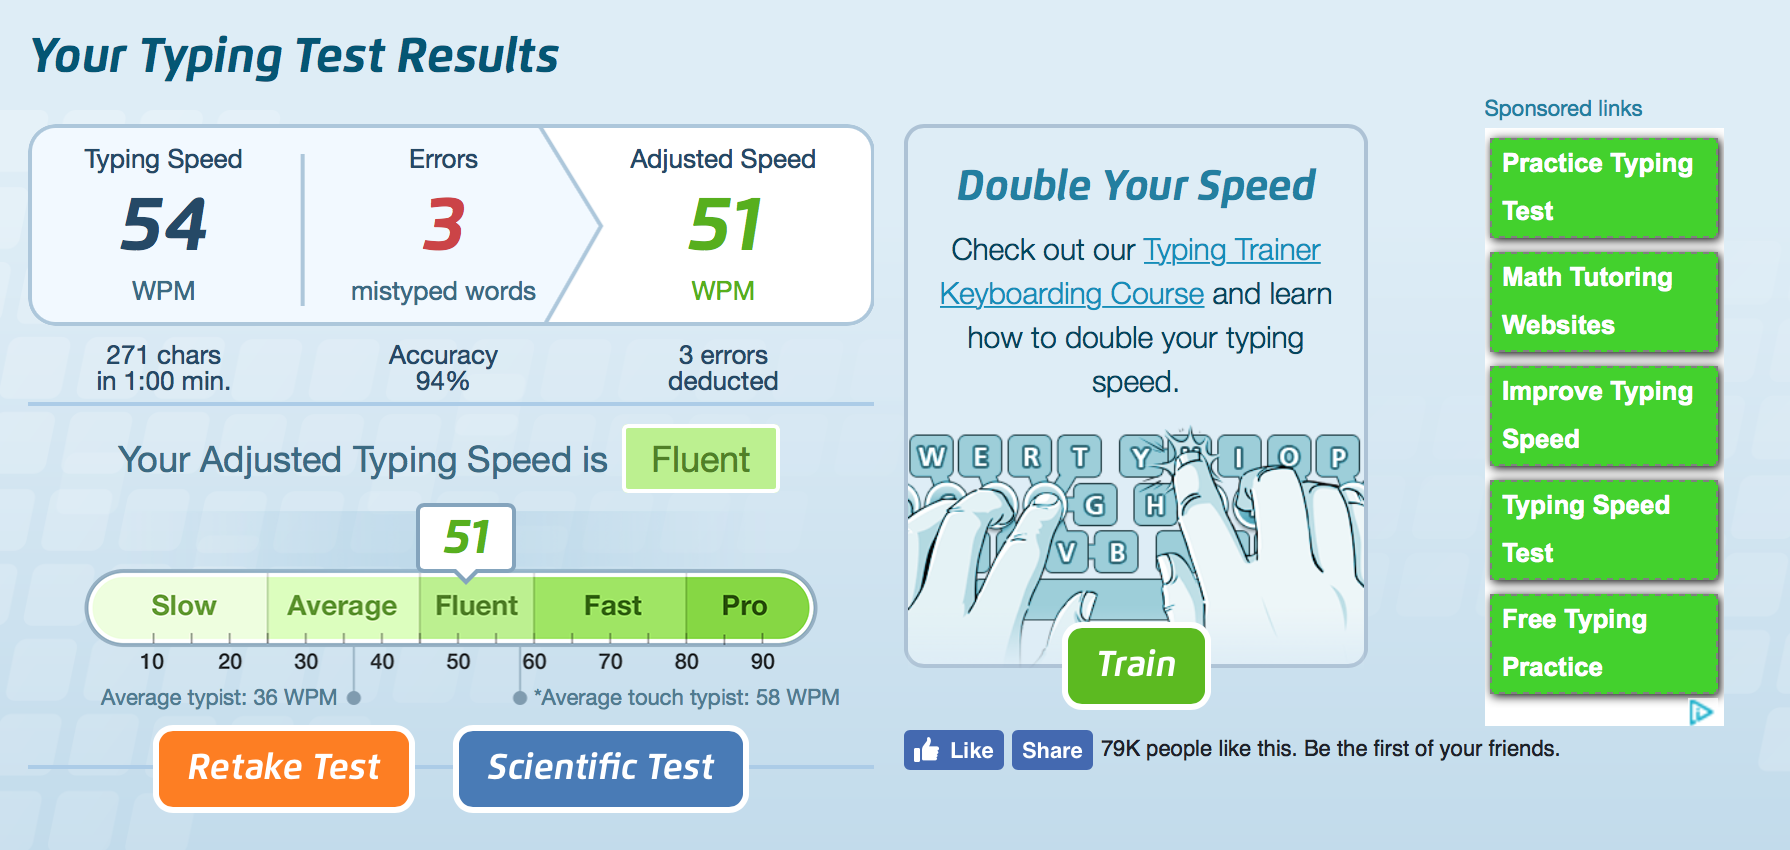 Your Typing Test Results
Typing Speed
54
WPM
271 chars
in 1:00 min.
Errors
3
mistyped words
Accuracy
94%
Adjusted Speed
51
WPM
3 errors
deducted
Your Adjusted Typing Speed is Fluent
51
Slow Average Fluent Fast Pro
10 20 30 40 50 60 70 80 90
Average typist: 36 WPM *Average touch typist: 58 WPM
Retake Test Scientific Test
Double Your Speed
Check out our Typing Trainer
Keyboarding Course and learn
how to double your typing
speed.
W E R T Y I O P
G H
V B
Train
Like Share 79K people like this. Be the first of your friends.
Sponsored links
Practice Typing
Test
Math Tutoring
Websites
Improve Typing
Speed
Typing Speed
Test
Free Typing
Practice